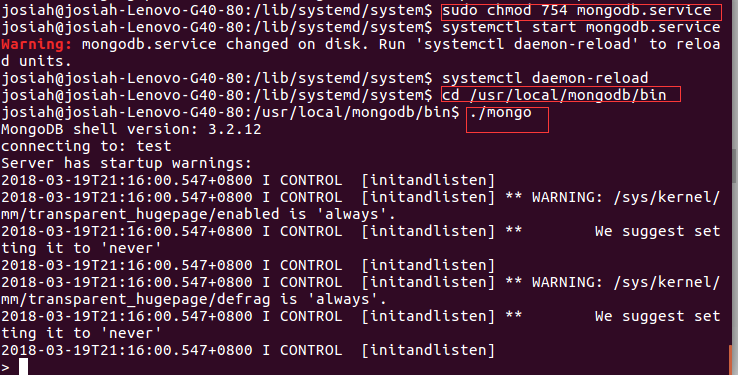 josiah@josiah-Lenovo-G40-80:/lib/systemd/system$ sudo chmod 754 mongodb.service
josiah@josiah-Lenovo-G40-80:/lib/systemd/system$ systemctl start mongodb.service
Warning: mongodb.service changed on disk. Run 'systemctl daemon-reload' to reloa
d units.
josiah@josiah-Lenovo-G40-80:/lib/systemd/system$ systemctl daemon-reload
josiah@josiah-Lenovo-G40-80:/lib/systemd/system$ cd /usr/local/mongodb/bin
josiah@josiah-Lenovo-G40-80:/usr/local/mongodb/bin$ ./mongo
MongoDB shell version: 3.2.12
connecting to: test
Server has startup warnings:
2018-03-19T21:16:00.547+0800 I CONTROL  [initandlisten]
2018-03-19T21:16:00.547+0800 I CONTROL  [initandlisten] ** WARNING: /sys/kernel/
mm/transparent_hugepage/enabled is 'always'.
2018-03-19T21:16:00.547+0800 I CONTROL  [initandlisten] **        We suggest set
ting it to 'never'
2018-03-19T21:16:00.547+0800 I CONTROL  [initandlisten]
2018-03-19T21:16:00.547+0800 I CONTROL  [initandlisten] ** WARNING: /sys/kernel/
mm/transparent_hugepage/defrag is 'always'.
2018-03-19T21:16:00.547+0800 I CONTROL  [initandlisten] **        We suggest set
ting it to 'never'
2018-03-19T21:16:00.547+0800 I CONTROL  [initandlisten]
>